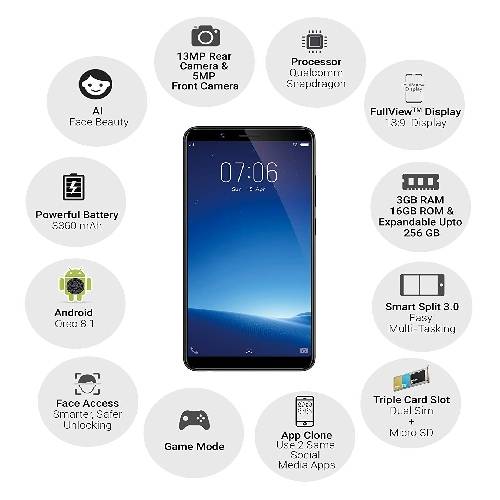 13MP Rear
Camera &
5MP
Front Camera
Processor
Qualcomm
Snapdragon
AI
Face Beauty
FullView
Display
FullView™ Display
18:9 Display
07:06
Powerful Battery
3360 mAh
3GB RAM
16GB ROM &
Expandable Upto
256 GB
Android
Oreo 8.1
Smart Split 3.0
Easy
Multi-Tasking
Face Access
Smarter, Safer
Unlocking
Game Mode
App Clone
Use 2 Same
Social
Media Apps
Triple Card Slot
Dual Sim
+
Micro SD